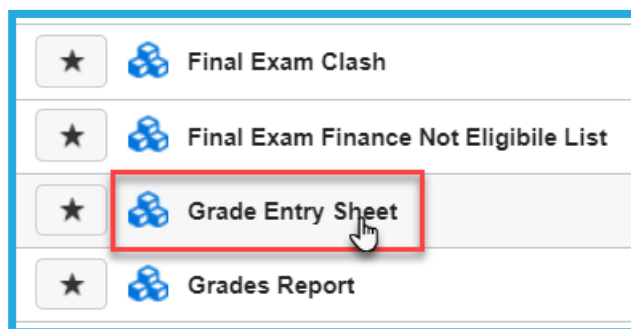 Final Exam Clash
Final Exam Finance Not Eligibile List
Grade Entry Sheet
Grades Report